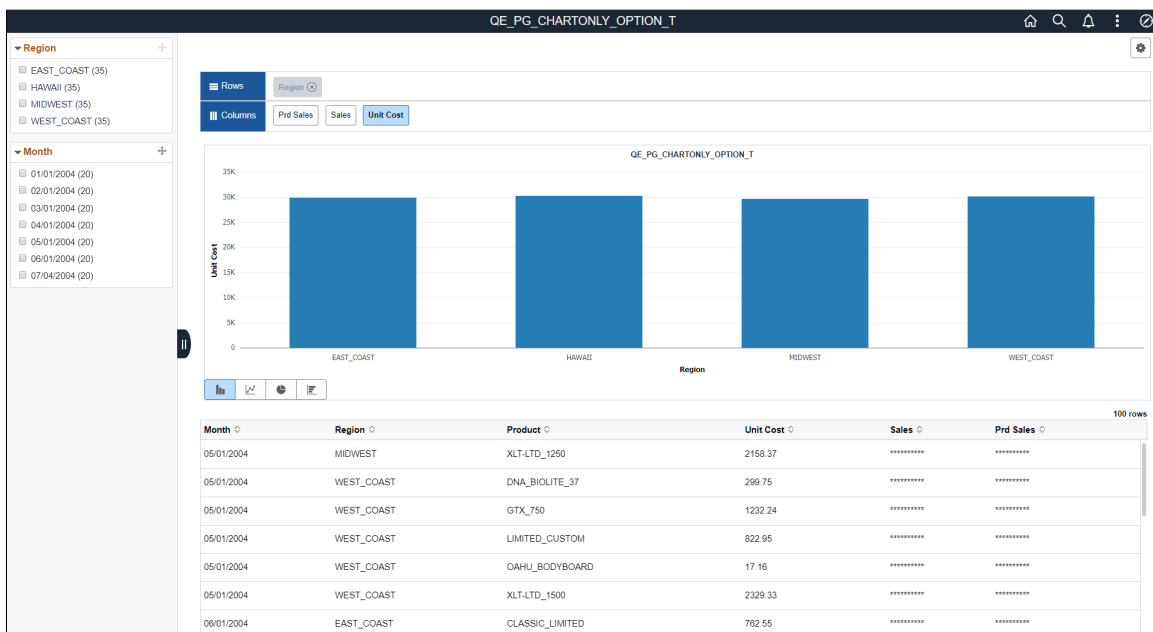 QE_PG_CHARTONLY_OPTION_T
Region
EAST_COAST (35)
HAWAII (35)
MIDWEST (35)
WEST_COAST (35)
Month
01/01/2004 (20)
02/01/2004 (20)
03/01/2004 (20)
04/01/2004 (20)
05/01/2004 (20)
06/01/2004 (20)
07/04/2004 (20)
Rows Region
Columns Prd Sales Sales Unit Cost
QE_PG_CHARTONLY_OPTION_T
35K
30K
25K
20K
15K
10K
5K
0
Unit Cost
EAST_COAST HAWAII MIDWEST WEST_COAST
Region
100 rows
Month Region Product Unit Cost Sales Prd Sales
05/01/2004 MIDWEST XLT-LTD_1250 2158.37 ********** **********
05/01/2004 WEST_COAST DNA_BIOLITE_37 299.75 ********** **********
05/01/2004 WEST_COAST GTX_750 1232.24 ********** **********
05/01/2004 WEST_COAST LIMITED_CUSTOM 822.95 ********** **********
05/01/2004 WEST_COAST OAHU_BODYBOARD 17.16 ********** **********
05/01/2004 WEST_COAST XLT-LTD_1500 2329.33 ********** **********
06/01/2004 EAST_COAST CLASSIC_LIMITED 762.55 ********** **********